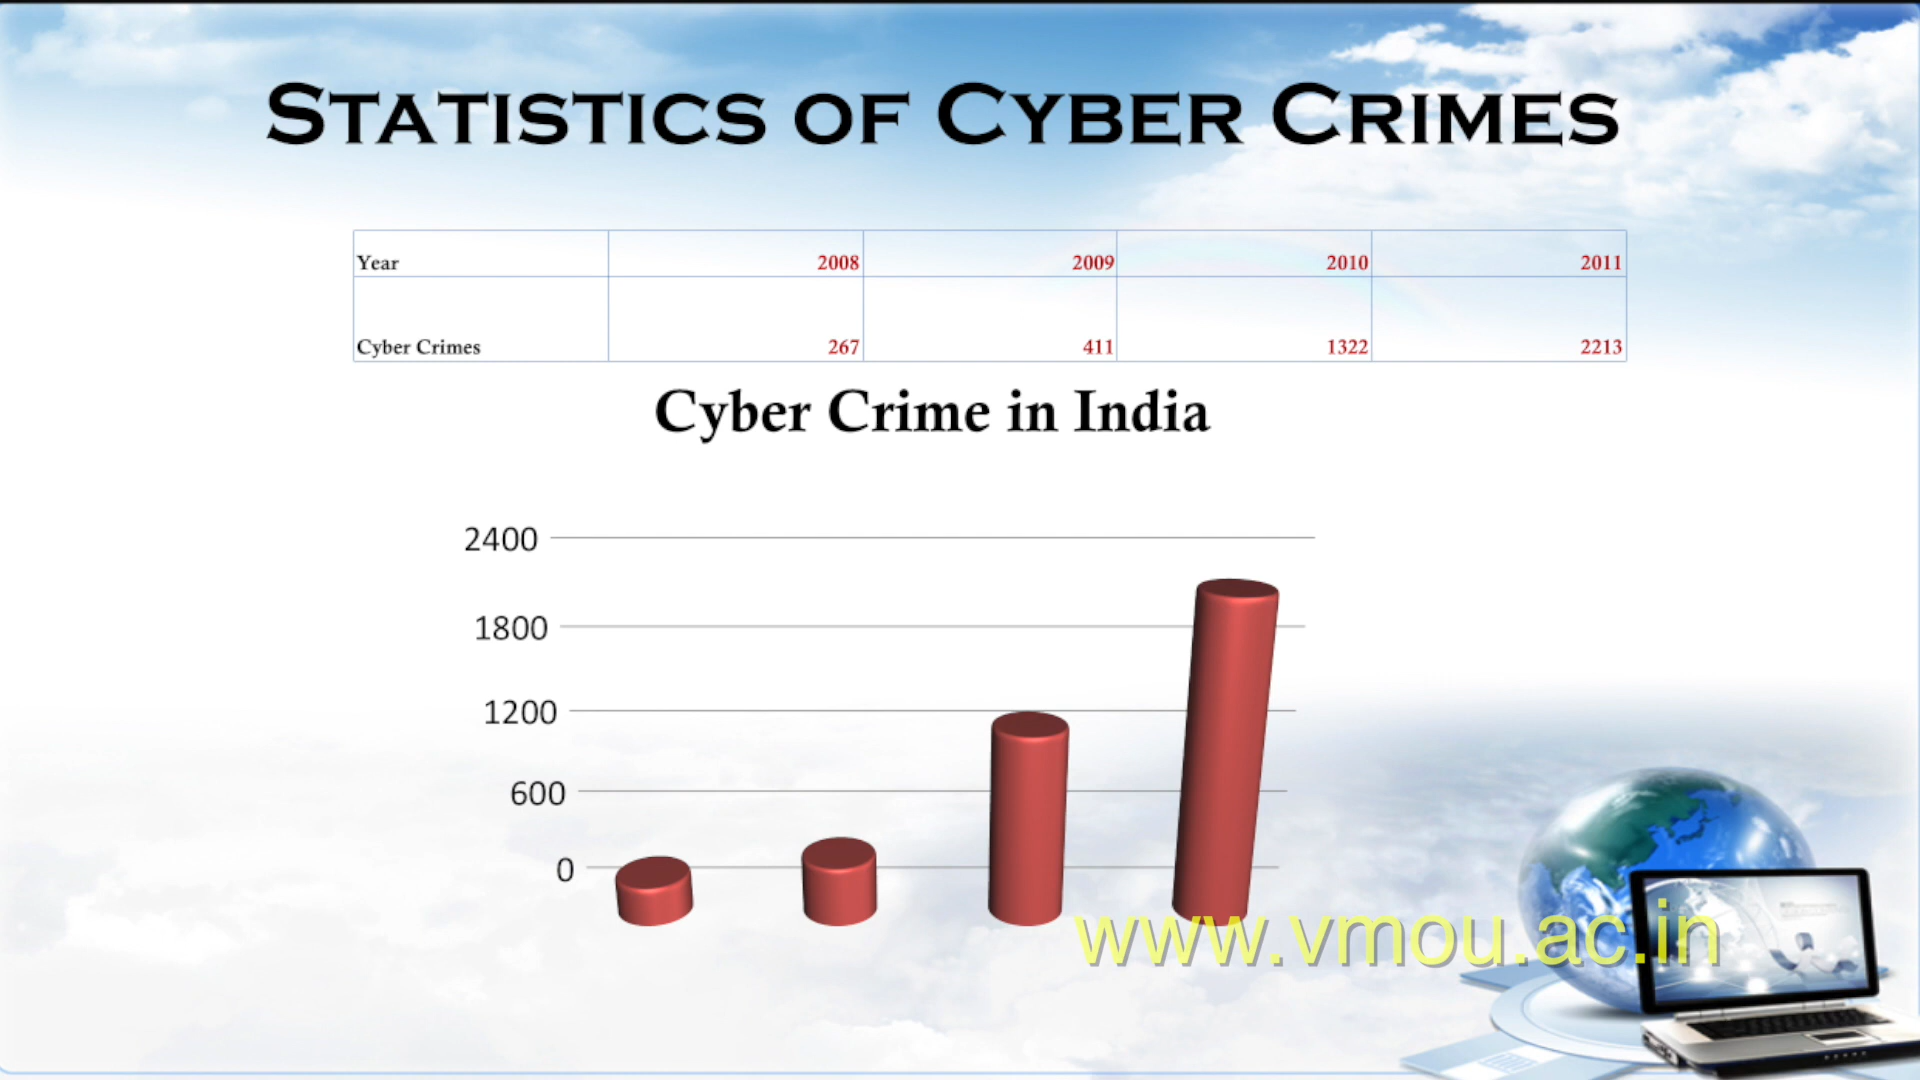 STATISTICS OF CYBER CRIMES
Year 2008 2009 2010 2011
Cyber Crimes 267 411 1322 2213
Cyber Crime in India
2400
1800
1200
600
0
www.vmou.ac.in